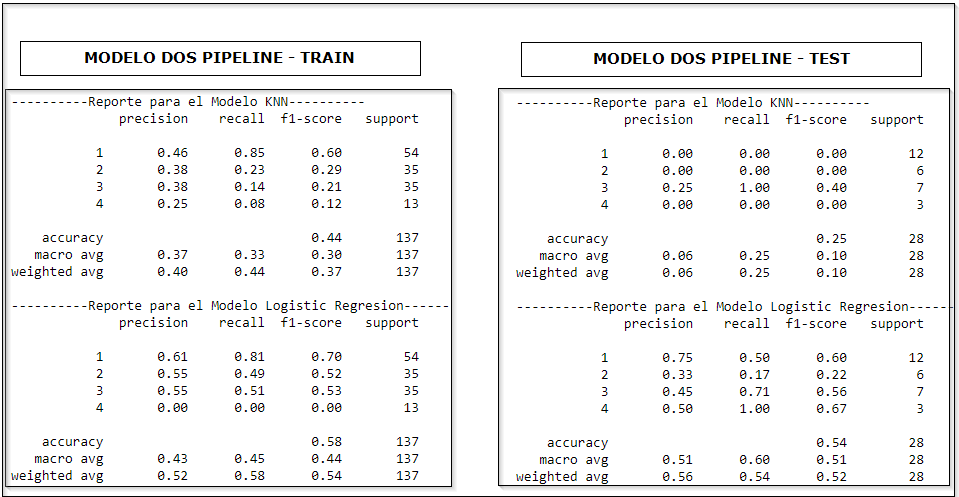 MODELO DOS PIPELINE - TRAIN
----------Reporte para el Modelo KNN----------
precision recall f1-score support
1 0.46 0.85 0.60 54
2 0.38 0.23 0.29 35
3 0.38 0.14 0.21 35
4 0.25 0.08 0.12 13
accuracy 0.44 137
macro avg 0.37 0.33 0.30 137
weighted avg 0.40 0.44 0.37 137
----------Reporte para el Modelo Logistic Regresion------
precision recall f1-score support
1 0.61 0.81 0.70 54
2 0.55 0.49 0.52 35
3 0.55 0.51 0.53 35
4 0.00 0.00 0.00 13
accuracy 0.58 137
macro avg 0.43 0.45 0.44 137
weighted avg 0.52 0.58 0.54 137
MODELO DOS PIPELINE - TEST
----------Reporte para el Modelo KNN----------
precision recall f1-score support
1 0.00 0.00 0.00 12
2 0.00 0.00 0.00 6
3 0.25 1.00 0.40 7
4 0.00 0.00 0.00 3
accuracy 0.25 28
macro avg 0.06 0.25 0.10 28
weighted avg 0.06 0.25 0.10 28
----------Reporte para el Modelo Logistic Regresion------
precision recall f1-score support
1 0.75 0.50 0.60 12
2 0.33 0.17 0.22 6
3 0.45 0.71 0.56 7
4 0.50 1.00 0.67 3
accuracy 0.54 28
macro avg 0.51 0.60 0.51 28
weighted avg 0.56 0.54 0.52 28